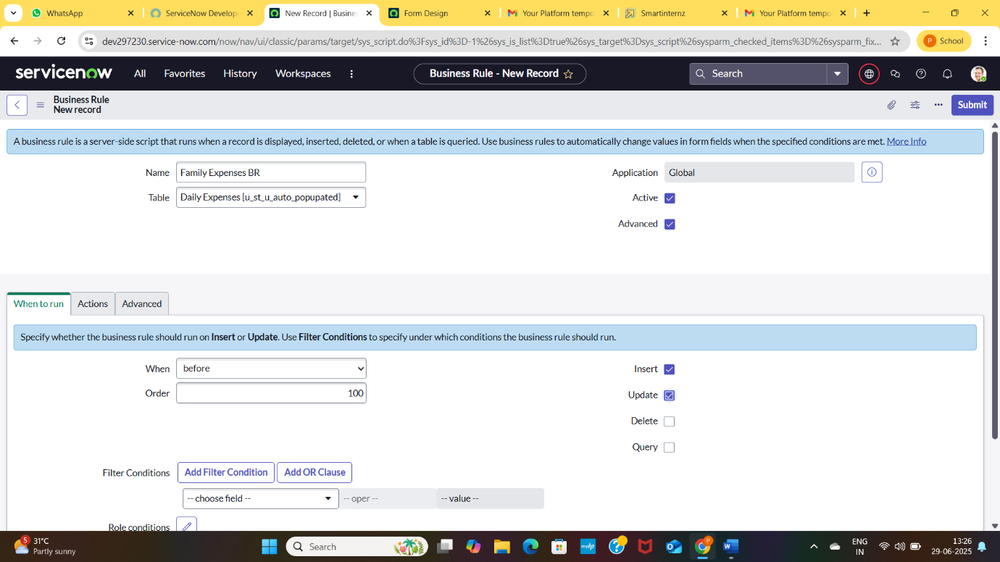 WhatsApp
ServiceNow Develop
New Record | Busine
Form Design
Your Platform tempo
Smartinternz
Your Platform tempo
dev297230.service-now.com/now/nav/ui/classic/params/target/sys_script.do%3Fsys_id%3D-1%26sys_is_list%3Dtrue%26sys_target%3Dsys_script%26sysparm_checked_items%3D%26sysparm_fix...
P School
servicenow All Favorites History Workspaces Business Rule - New Record Search
Business Rule
New record
Submit
A business rule is a server-side script that runs when a record is displayed, inserted, deleted, or when a table is queried. Use business rules to automatically change values in form fields when the specified conditions are met. More Info
Name Family Expenses BR Application Global
Table Daily Expenses [u_st_u_auto_popupated] Active
Advanced
When to run Actions Advanced
Specify whether the business rule should run on Insert or Update. Use Filter Conditions to specify under which conditions the business rule should run.
When before Insert
Order 100 Update
Delete
Query
Filter Conditions Add Filter Condition Add OR Clause
-- choose field -- -- oper -- -- value --
Role conditions
5 31°C
Partly sunny
Search
mvhp
P
W
ENG
IN
13:26
29-06-2025